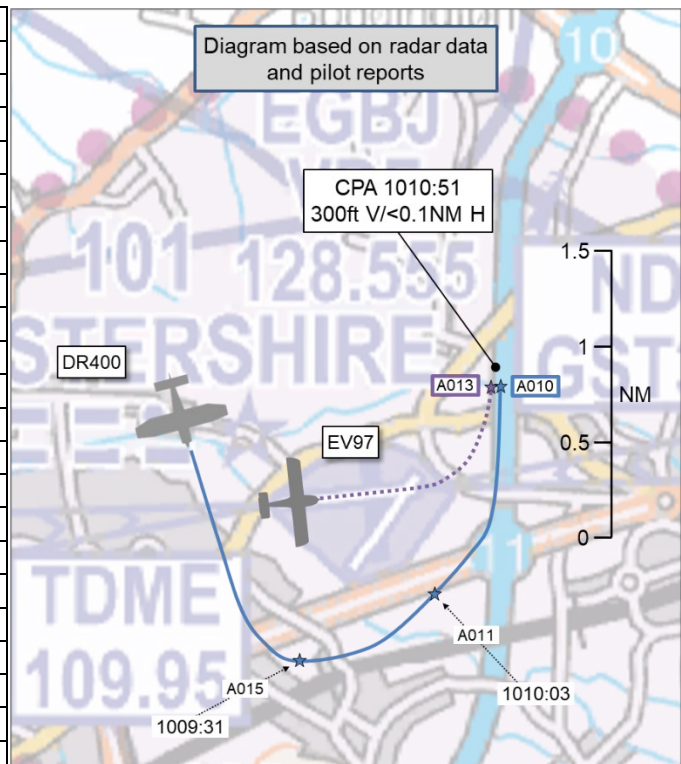 Diagram based on radar data
and pilot reports
10
EGBJ
CPA 1010:51
300ft V/<0.1NM H
101 128.555
1.5
ND
STERSHIRE
GST
1
DR400
A013
A010
NM
EV97
0.5
0
11
TDME
109.95
A011
A015
1010:03
1009:31